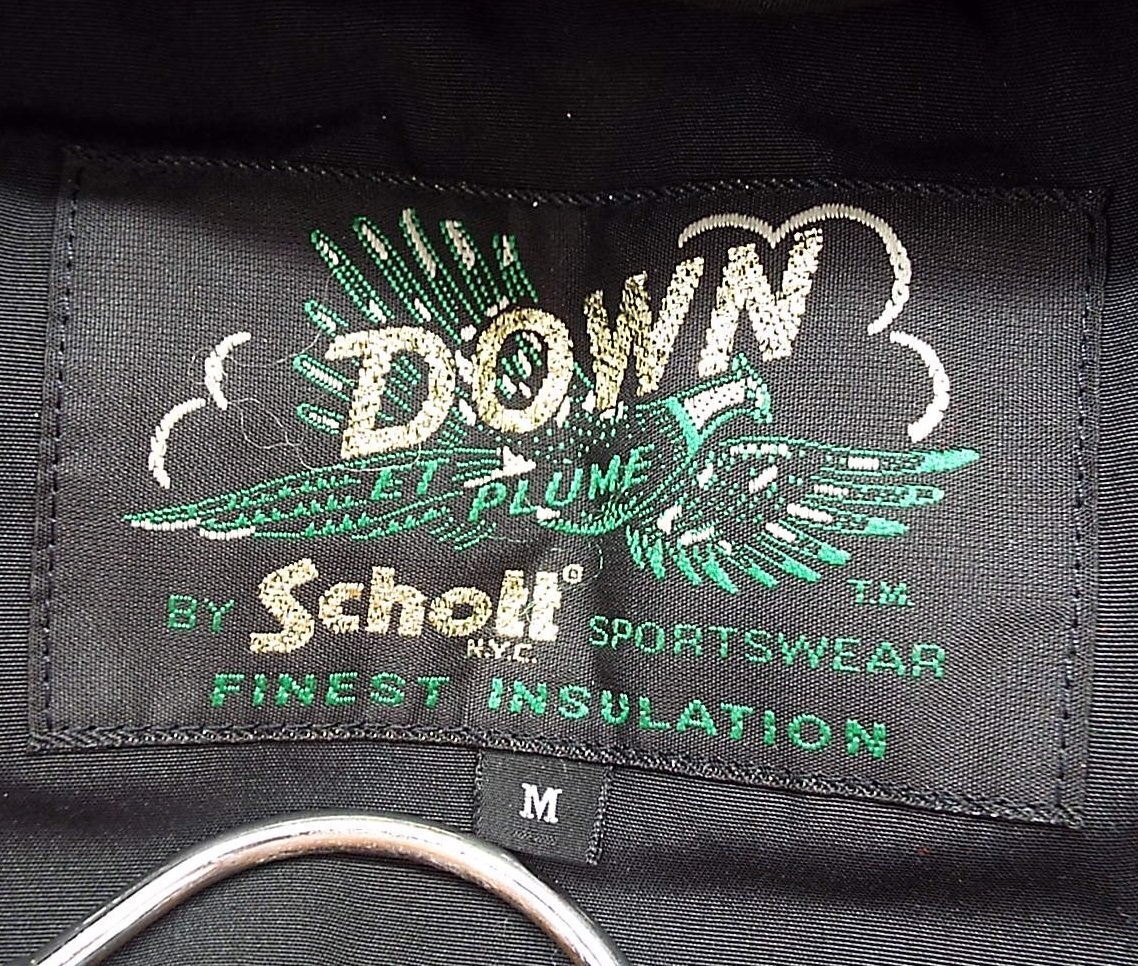 DOWN
ET PLUME
T.M.
BY Schott® SPORTSWEAR
N.Y.C.
FINEST INSULATION
M